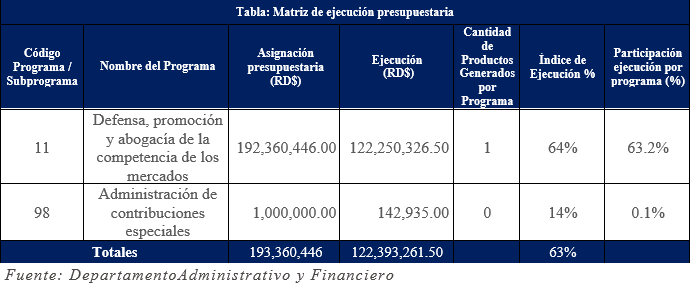 Tabla: Matriz de ejecución presupuestaria
Código Programa / Subprograma | Nombre del Programa | Asignación presupuestaria (RD$) | Ejecución (RD$) | Cantidad de Productos Generados por Programa | Índice de Ejecución % | Participación ejecución por programa (%)
11 | Defensa, promoción y abogacía de la competencia de los mercados | 192,360,446.00 | 122,250,326.50 | 1 | 64% | 63.2%
98 | Administración de contribuciones especiales | 1,000,000.00 | 142,935.00 | 0 | 14% | 0.1%
Totales | 193,360,446 | 122,393,261.50 | 63%
Fuente: DepartamentoAdministrativo y Financiero